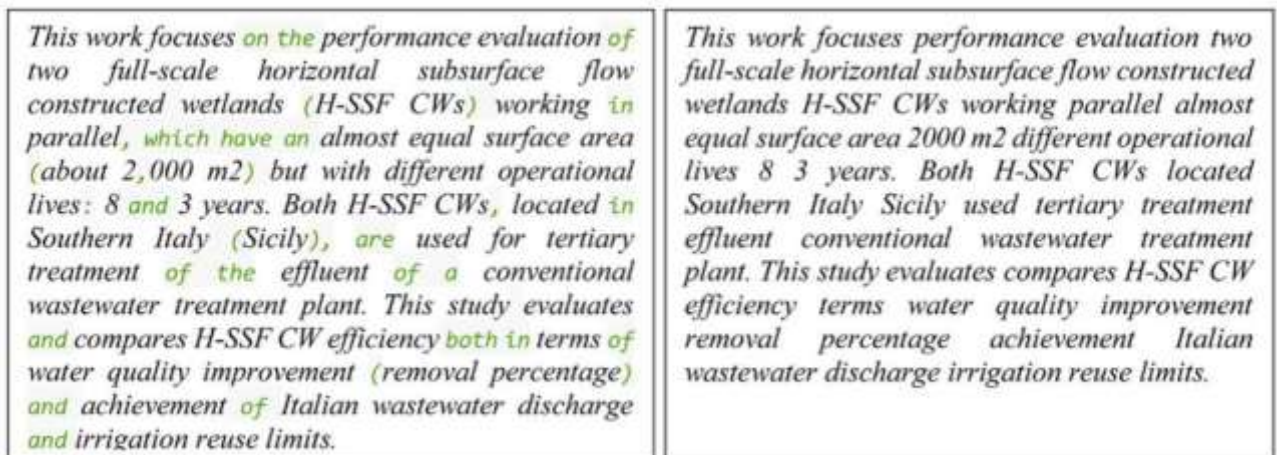 This work focuses on the performance evaluation of
two full-scale horizontal subsurface flow
constructed wetlands (H-SSF CWs) working in
parallel, which have an almost equal surface area
(about 2,000 m2) but with different operational
lives: 8 and 3 years. Both H-SSF CWs, located in
Southern Italy (Sicily), are used for tertiary
treatment of the effluent of a conventional
wastewater treatment plant. This study evaluates
and compares H-SSF CW efficiency both in terms of
water quality improvement (removal percentage)
and achievement of Italian wastewater discharge
and irrigation reuse limits.
This work focuses performance evaluation two
full-scale horizontal subsurface flow constructed
wetlands H-SSF CWs working parallel almost
equal surface area 2000 m2 different operational
lives 8 3 years. Both H-SSF CWs located
Southern Italy Sicily used tertiary treatment
effluent conventional wastewater treatment
plant. This study evaluates compares H-SSF CW
efficiency terms water quality improvement
removal percentage achievement Italian
wastewater discharge irrigation reuse limits.